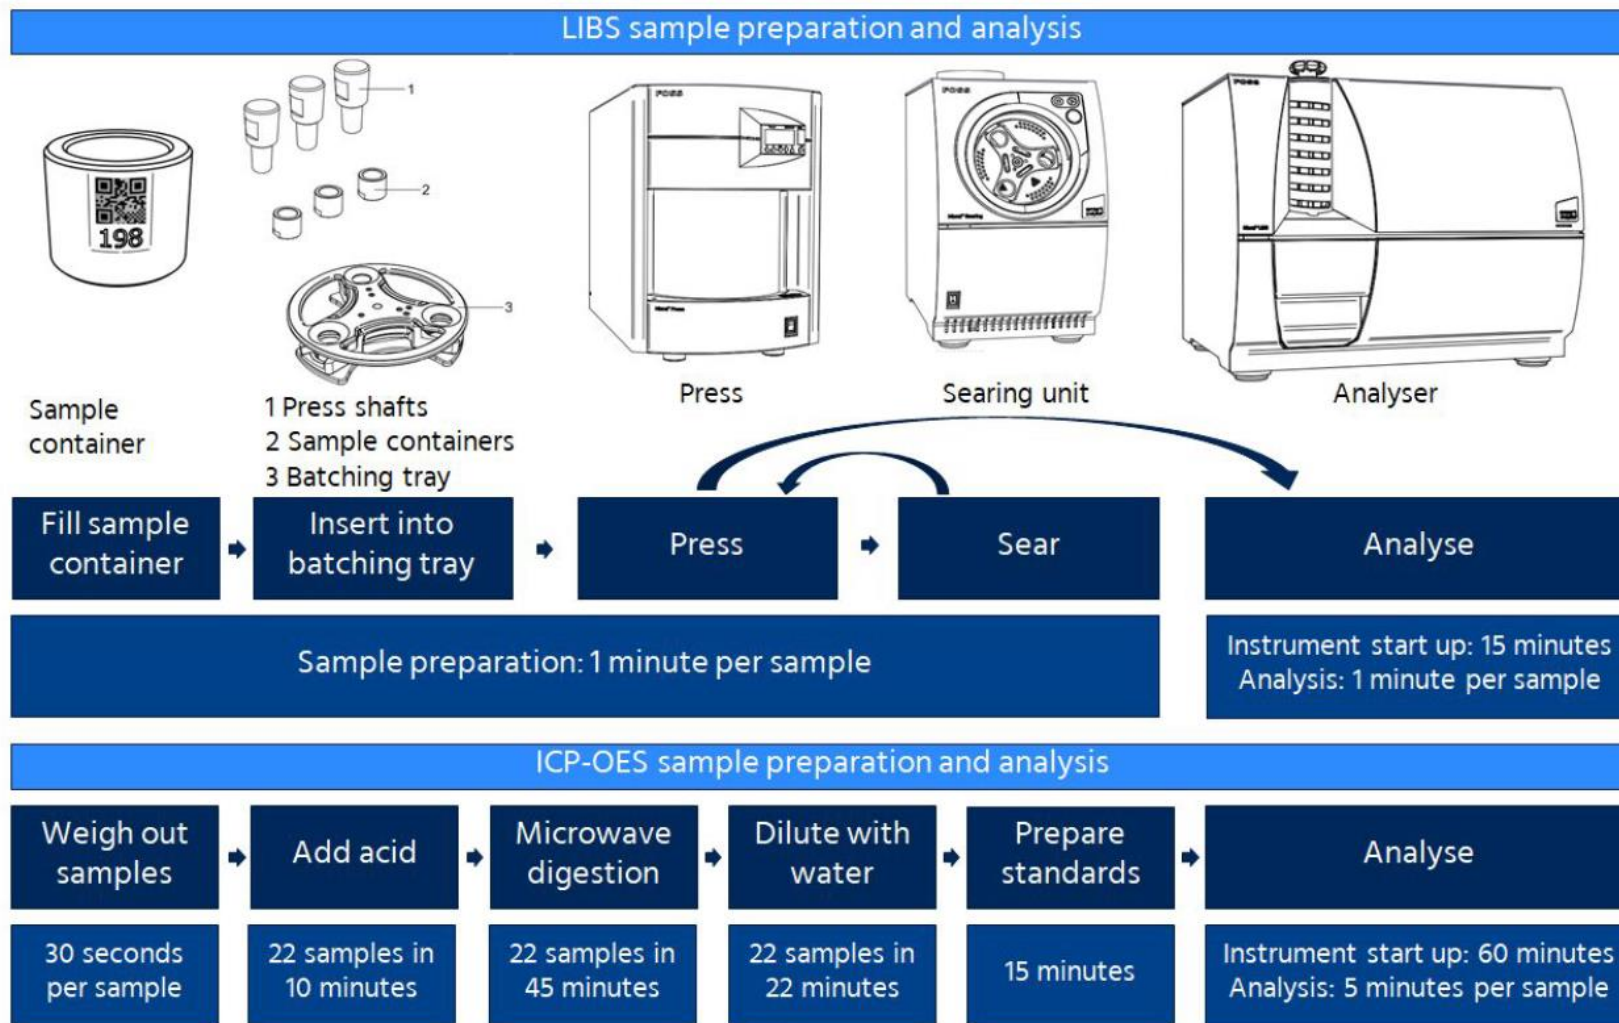 LIBS sample preparation and analysis
1
2
3
198
FOSS
FOSS
FOSS
Sample
container
1 Press shafts
2 Sample containers
3 Batching tray
Press
Searing unit
Analyser
Fill sample
container
Insert into
batching tray
Press
Sear
Analyse
Sample preparation: 1 minute per sample
Instrument start up: 15 minutes
Analysis: 1 minute per sample
ICP-OES sample preparation and analysis
Weigh out
samples
Add acid
Microwave
digestion
Dilute with
water
Prepare
standards
Analyse
30 seconds
per sample
22 samples in
10 minutes
22 samples in
45 minutes
22 samples in
22 minutes
15 minutes
Instrument start up: 60 minutes
Analysis: 5 minutes per sample